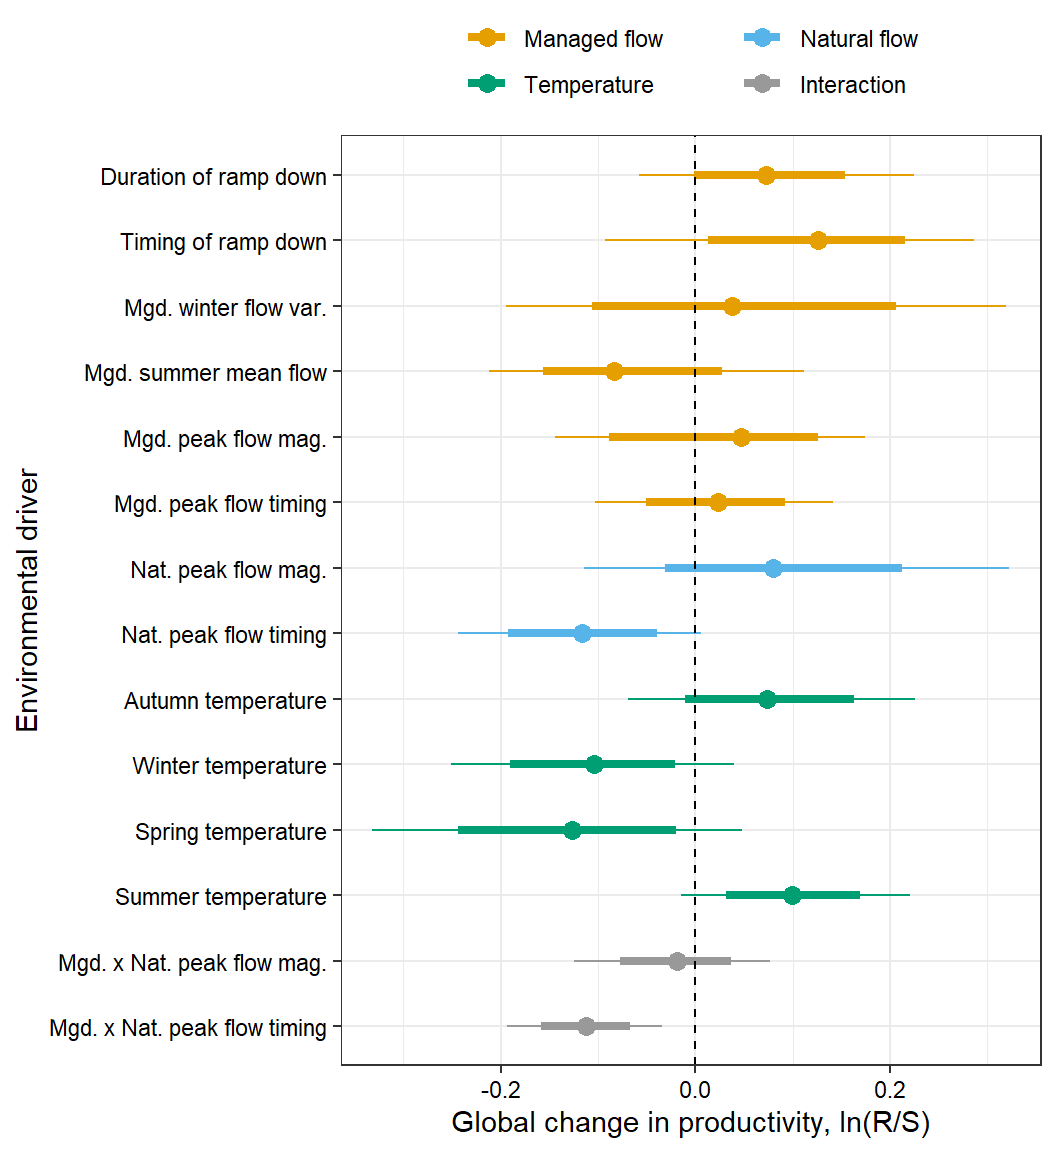 Managed flow
Natural flow
Temperature
Interaction
Duration of ramp down
Timing of ramp down
Mgd. winter flow var.
Mgd. summer mean flow
Mgd. peak flow mag.
Mgd. peak flow timing
Nat. peak flow mag.
Nat. peak flow timing
Autumn temperature
Winter temperature
Spring temperature
Summer temperature
Mgd. x Nat. peak flow mag.
Mgd. x Nat. peak flow timing
Environmental driver
-0.2
0.0
0.2
Global change in productivity, ln(R/S)